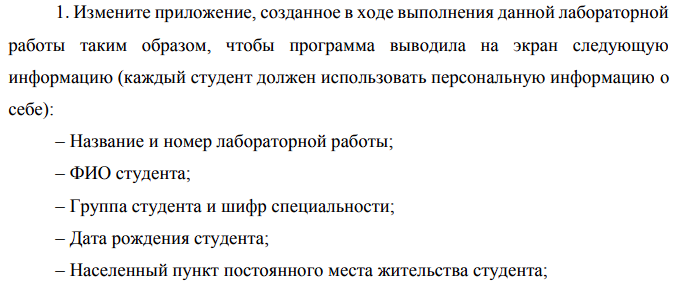 1. Измените приложение, созданное в ходе выполнения данной лабораторной
работы таким образом, чтобы программа выводила на экран следующую
информацию (каждый студент должен использовать персональную информацию о
себе):
– Название и номер лабораторной работы;
– ФИО студента;
– Группа студента и шифр специальности;
– Дата рождения студента;
– Населенный пункт постоянного места жительства студента;